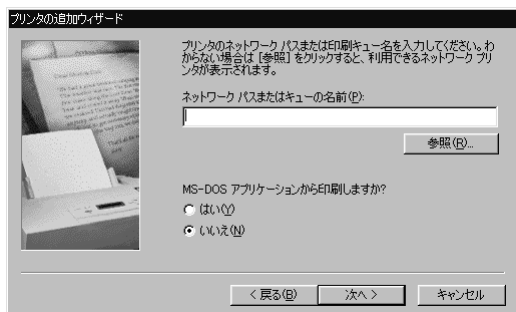 プリンタの追加ウィザード
プリンタのネットワーク パスまたは印刷キュー名を入力してください。わ
からない場合は [参照] をクリックすると、利用できるネットワーク プリ
ンタが表示されます。
ネットワーク パスまたはキューの名前(P):
参照(R)...
MS-DOS アプリケーションから印刷しますか?
はい(Y)
いいえ(N)
< 戻る(B)
次へ >
キャンセル